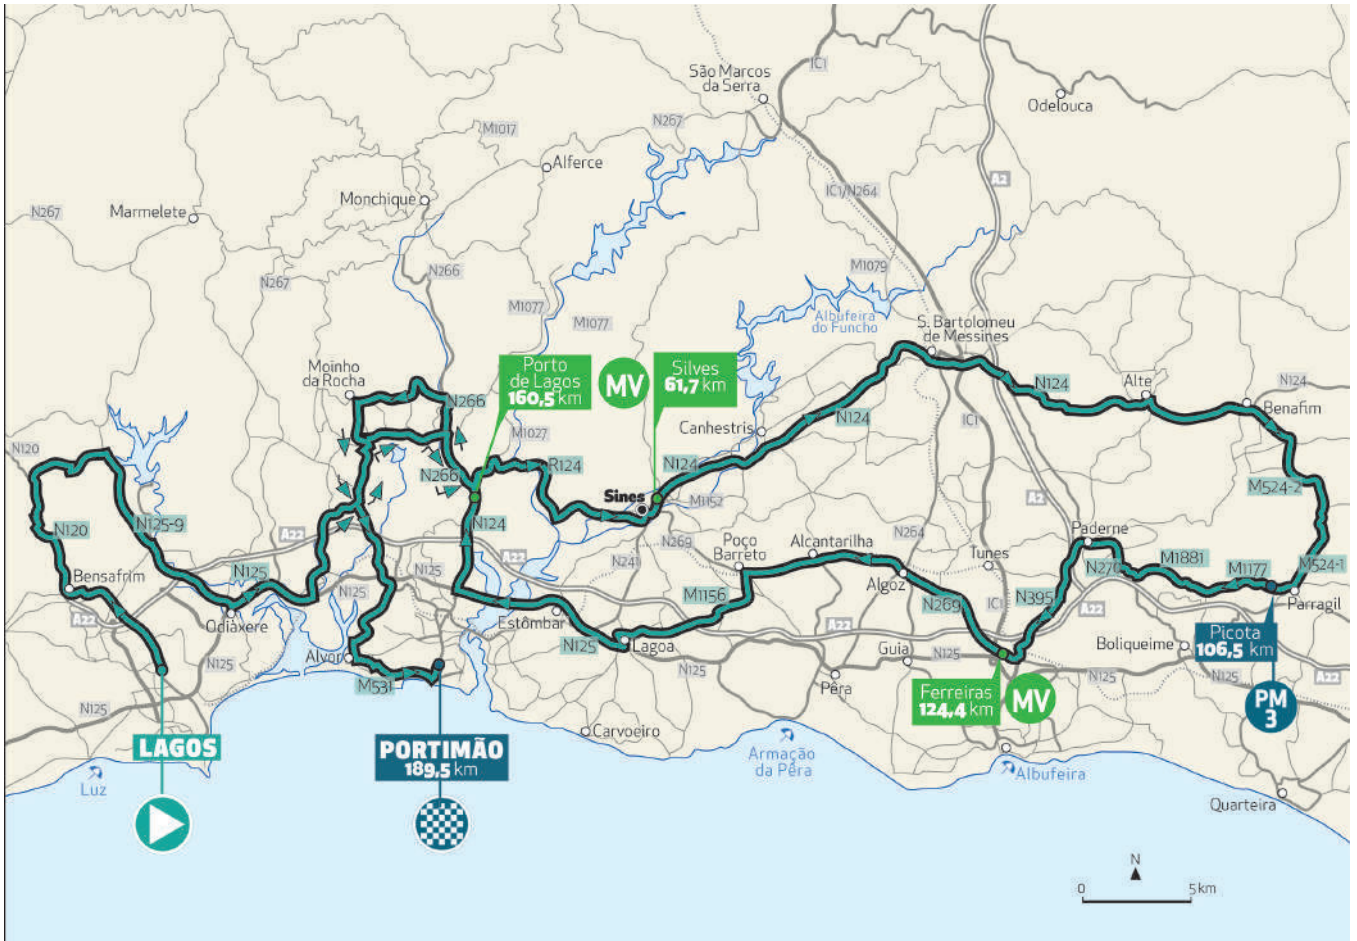 IC1
São Marcos
da Serra
Odelouca
N267
M1017
Alferce
A2
IC1/N264
Monchique
N267
Marmelete
N266
N267
M1079
M1077
M1077
Albufeira
do Funcho
S. Bartolomeu
de Messines
Moinho
da Rocha
Porto
de Lagos
160,5 km
MV
Silves
61,7 km
N124
Alte
N124
Benafim
N266
N124
IC1
M1027
Canhestris
N120
N266
R124
N124
M524-2
Sines
M1152
A2
N120
N125-9
A22
N124
N264
Paderne
A22
N269
Poço
Barreto
Alcantarilha
N241
Tunes
N270
M1881
M1177
M524-1
Bensafrim
N125
N125
N125
M1156
Algoz
N269
IC1
N395
Parragil
A22
Odiáxere
Estômbar
A22
A22
Picota
106,5 km
N125
Lagoa
N125
Guia
N125
Boliqueime
Alvor
N125
M531
Pêra
N125
A22
Ferreiras
124,4 km
MV
PM
3
N125
LAGOS
PORTIMÃO
189,5 km
Carvoeiro
Armação
da Pêra
Albufeira
Luz
Quarteira
N
0
5 km